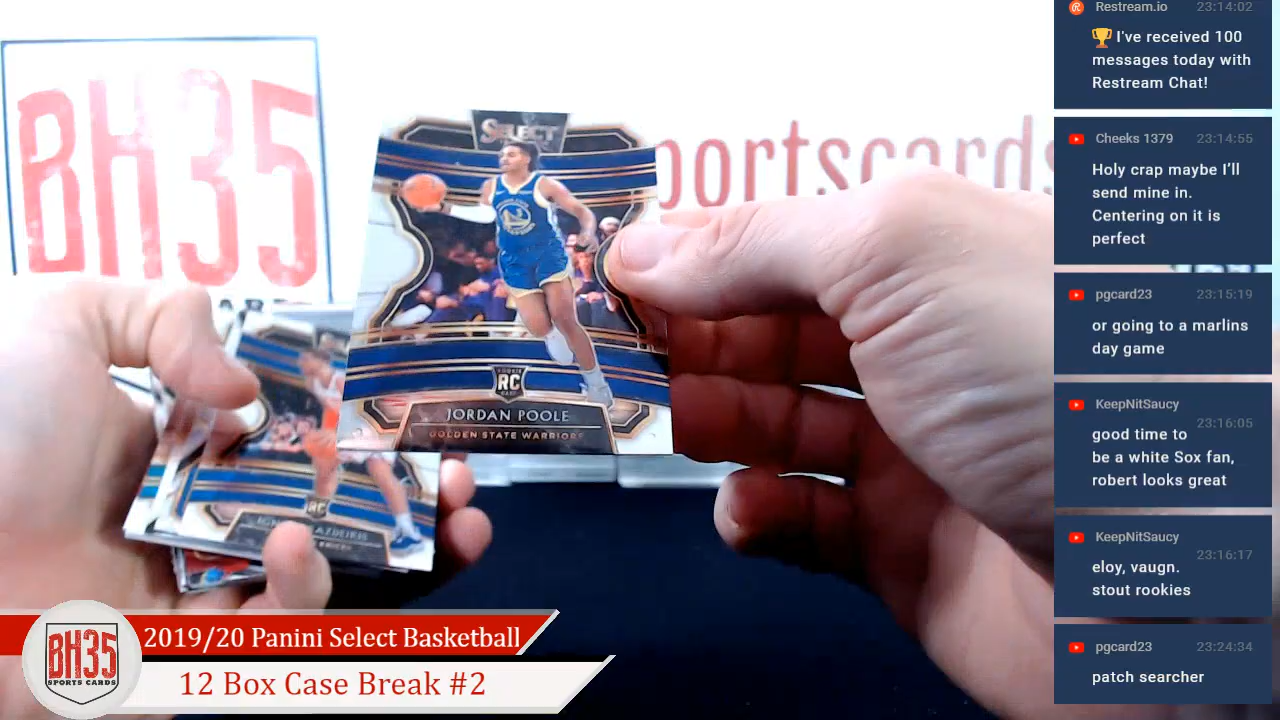 BH35
sportscards
SELECT
ROOKIE
RC
JORDAN POOLE
GOLDEN STATE WARRIORS
RC
BH35
SPORTS CARDS
2019/20 Panini Select Basketball
12 Box Case Break #2
Restream.io 23:14:02
🏆 I've received 100
messages today with
Restream Chat!
Cheeks 1379 23:14:55
Holy crap maybe I’ll
send mine in.
Centering on it is
perfect
pgcard23 23:15:19
or going to a marlins
day game
KeepNitSaucy 23:16:05
good time to
be a white Sox fan,
robert looks great
KeepNitSaucy 23:16:17
eloy, vaugn.
stout rookies
pgcard23 23:24:34
patch searcher